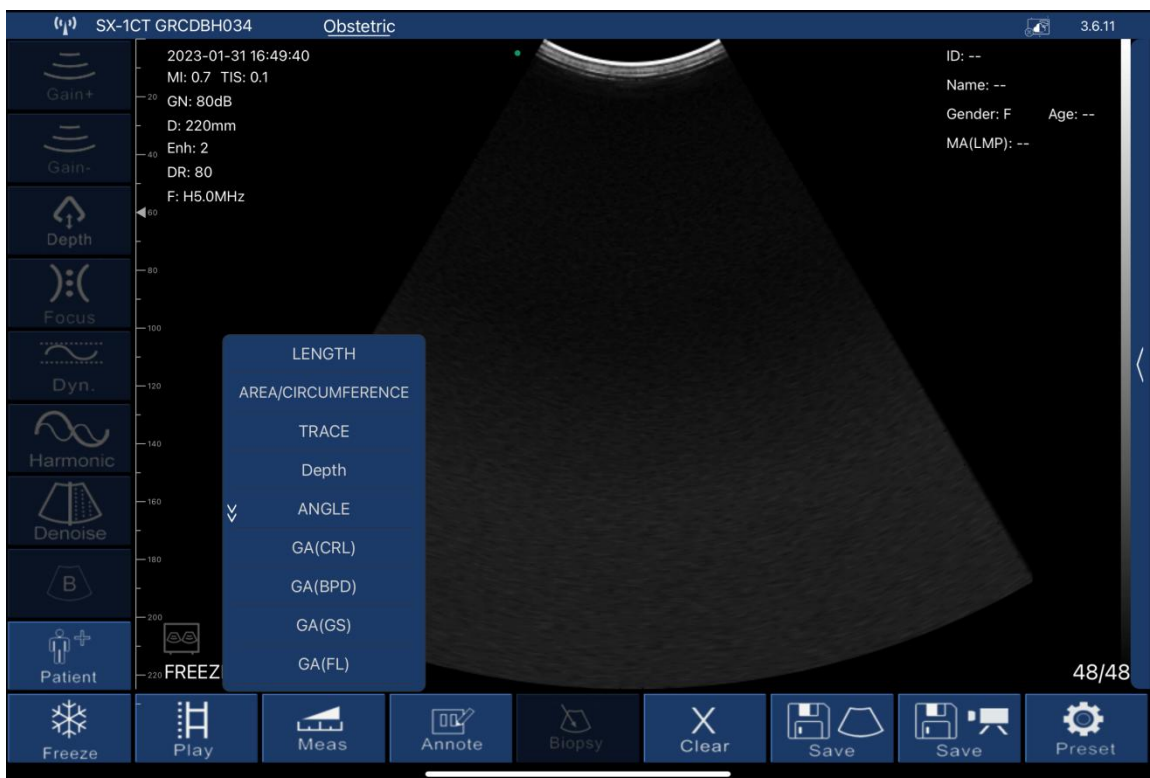 SX-1CT GRCDBH034 Obstetric 3.6.11
2023-01-31 16:49:40
MI: 0.7 TIS: 0.1
GN: 80dB
D: 220mm
Enh: 2
DR: 80
F: H5.0MHz
ID: --
Name: --
Gender: F Age: --
MA(LMP): --
Gain+
Gain-
Depth
Focus
Dyn.
Harmonic
Denoise
B
Patient
20
40
60
80
100
120
140
160
180
200
220
LENGTH
AREA/CIRCUMFERENCE
TRACE
Depth
ANGLE
GA(CRL)
GA(BPD)
GA(GS)
GA(FL)
FREEZ
48/48
Freeze
Play
Meas
Annote
Biopsy
Clear
Save
Save
Preset